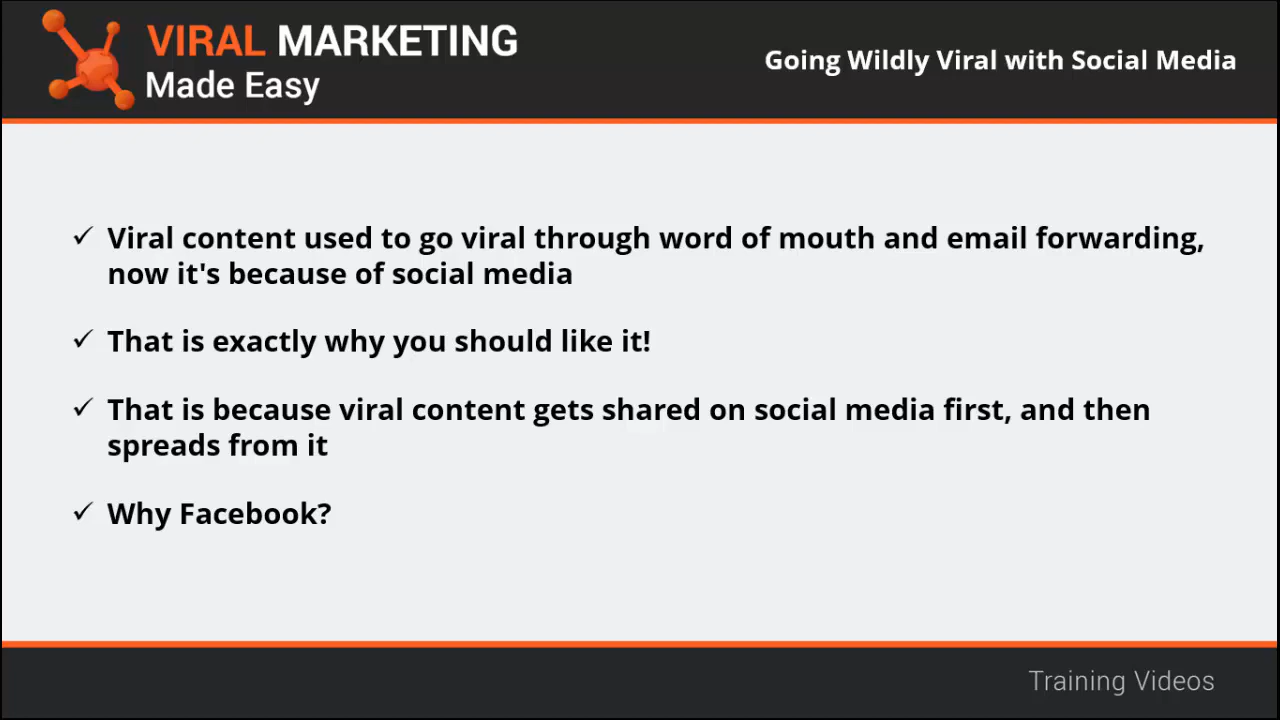 VIRAL MARKETING
Made Easy
Going Wildly Viral with Social Media
✓ Viral content used to go viral through word of mouth and email forwarding,
now it's because of social media
✓ That is exactly why you should like it!
✓ That is because viral content gets shared on social media first, and then
spreads from it
✓ Why Facebook?
Training Videos